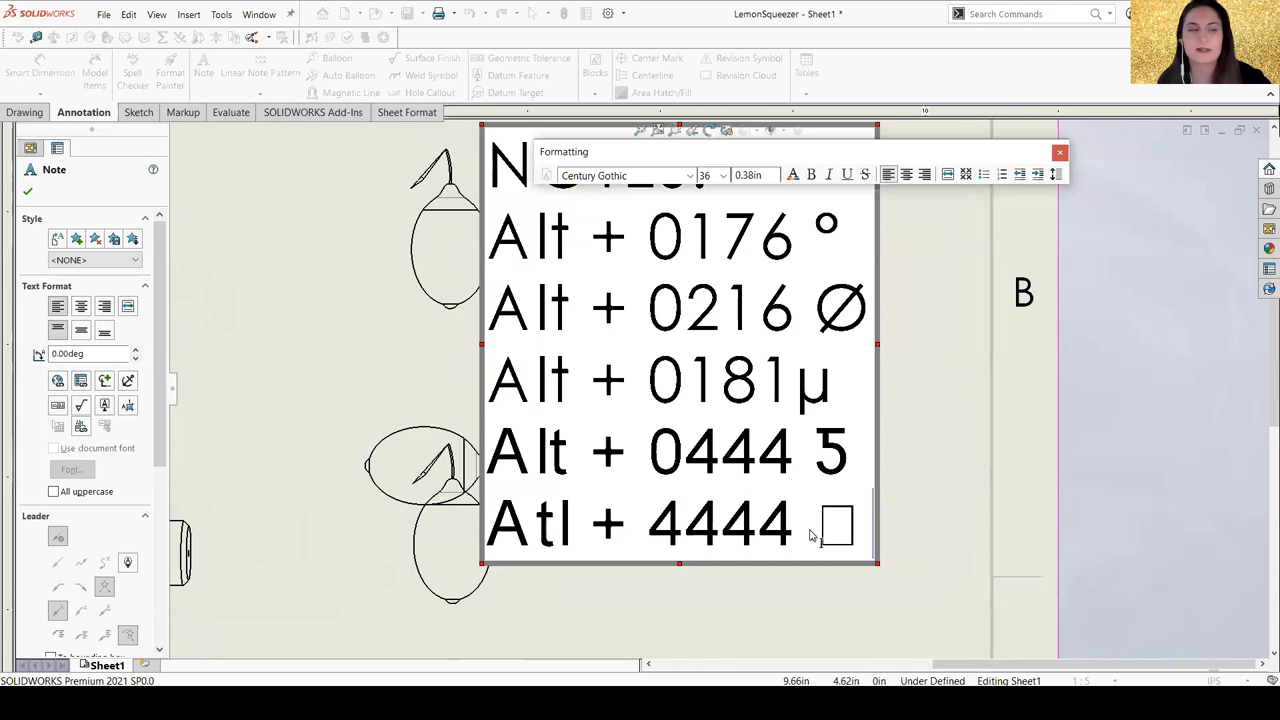 SOLIDWORKS File Edit View Insert Tools Window LemonSqueezer - Sheet1 * Search Commands
Smart Dimension Model Items Spell Checker Format Painter Note Linear Note Pattern Balloon Surface Finish Geometric Tolerance Blocks Center Mark Revision Symbol Tables
Auto Balloon Weld Symbol Datum Feature Centerline Revision Cloud
Magnetic Line Hole Callout Datum Target Area Hatch/Fill
Drawing Annotation Sketch Markup Evaluate SOLIDWORKS Add-Ins Sheet Format
10
Formatting
Century Gothic 36 0.38in
Note
Style
<NONE>
Text Format
0.00deg
Use document font
Font...
All uppercase
Leader
Alt + 0176 °
Alt + 0216 Ø
Alt + 0181µ
Alt + 0444 Ƽ
Atl + 4444 □
B
Sheet1
SOLIDWORKS Premium 2021 SP0.0 9.66in 4.62in 0in Under Defined Editing Sheet1 1 : 5 IPS